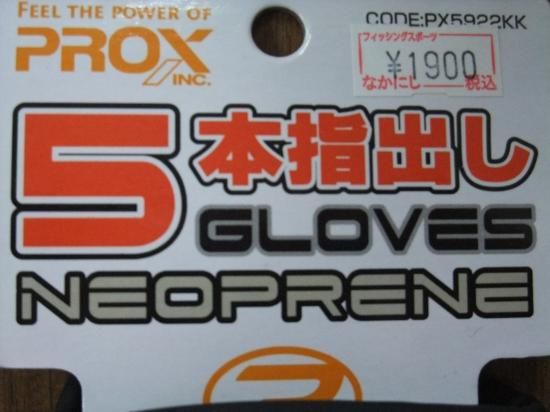 FEEL THE POWER OF
PROX
INC.
CODE:PX5922KK
フィッシングスポーツ
¥1900
なかにし 税込
5本指出し
GLOVES
NEOPRENE